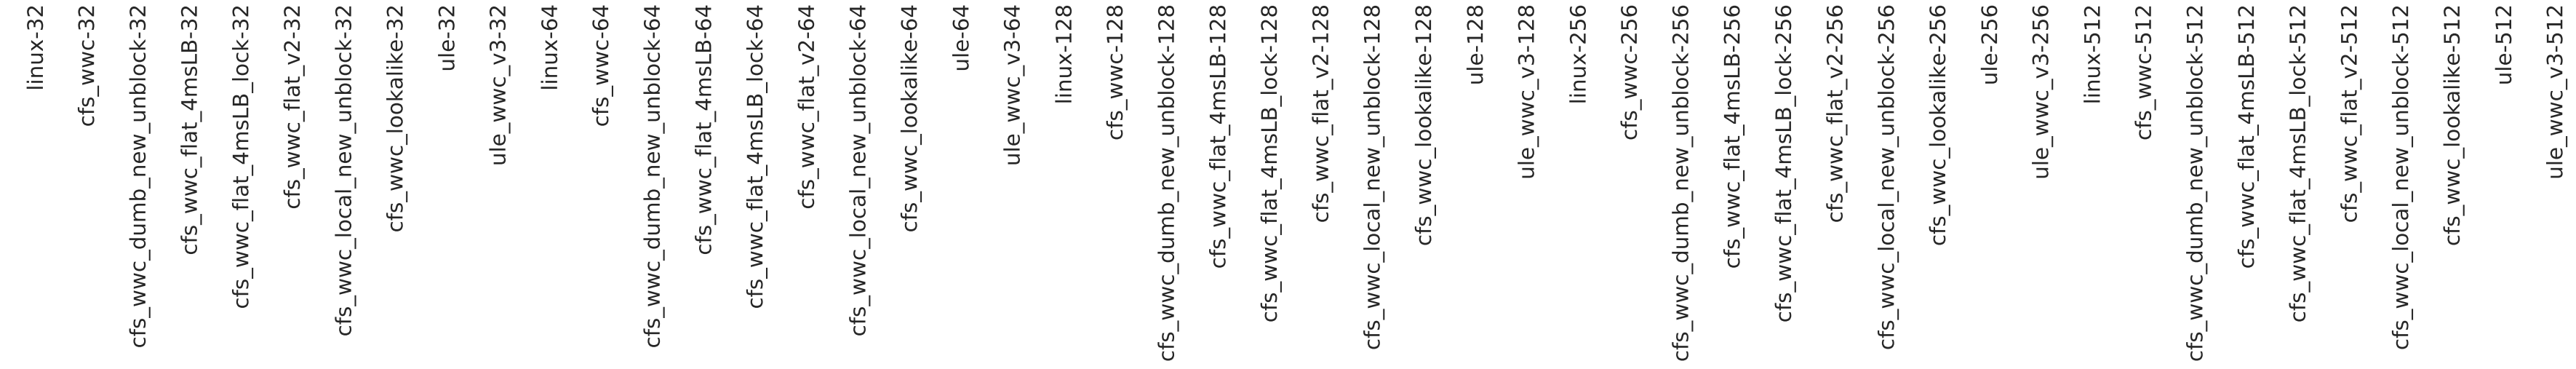 linux-32
cfs_wwc-32
cfs_wwc_dumb_new_unblock-32
cfs_wwc_flat_4msLB-32
cfs_wwc_flat_4msLB_lock-32
cfs_wwc_flat_v2-32
cfs_wwc_local_new_unblock-32
cfs_wwc_lookalike-32
ule-32
ule_wwc_v3-32
linux-64
cfs_wwc-64
cfs_wwc_dumb_new_unblock-64
cfs_wwc_flat_4msLB-64
cfs_wwc_flat_4msLB_lock-64
cfs_wwc_flat_v2-64
cfs_wwc_local_new_unblock-64
cfs_wwc_lookalike-64
ule-64
ule_wwc_v3-64
linux-128
cfs_wwc-128
cfs_wwc_dumb_new_unblock-128
cfs_wwc_flat_4msLB-128
cfs_wwc_flat_4msLB_lock-128
cfs_wwc_flat_v2-128
cfs_wwc_local_new_unblock-128
cfs_wwc_lookalike-128
ule-128
ule_wwc_v3-128
linux-256
cfs_wwc-256
cfs_wwc_dumb_new_unblock-256
cfs_wwc_flat_4msLB-256
cfs_wwc_flat_4msLB_lock-256
cfs_wwc_flat_v2-256
cfs_wwc_local_new_unblock-256
cfs_wwc_lookalike-256
ule-256
ule_wwc_v3-256
linux-512
cfs_wwc-512
cfs_wwc_dumb_new_unblock-512
cfs_wwc_flat_4msLB-512
cfs_wwc_flat_4msLB_lock-512
cfs_wwc_flat_v2-512
cfs_wwc_local_new_unblock-512
cfs_wwc_lookalike-512
ule-512
ule_wwc_v3-512